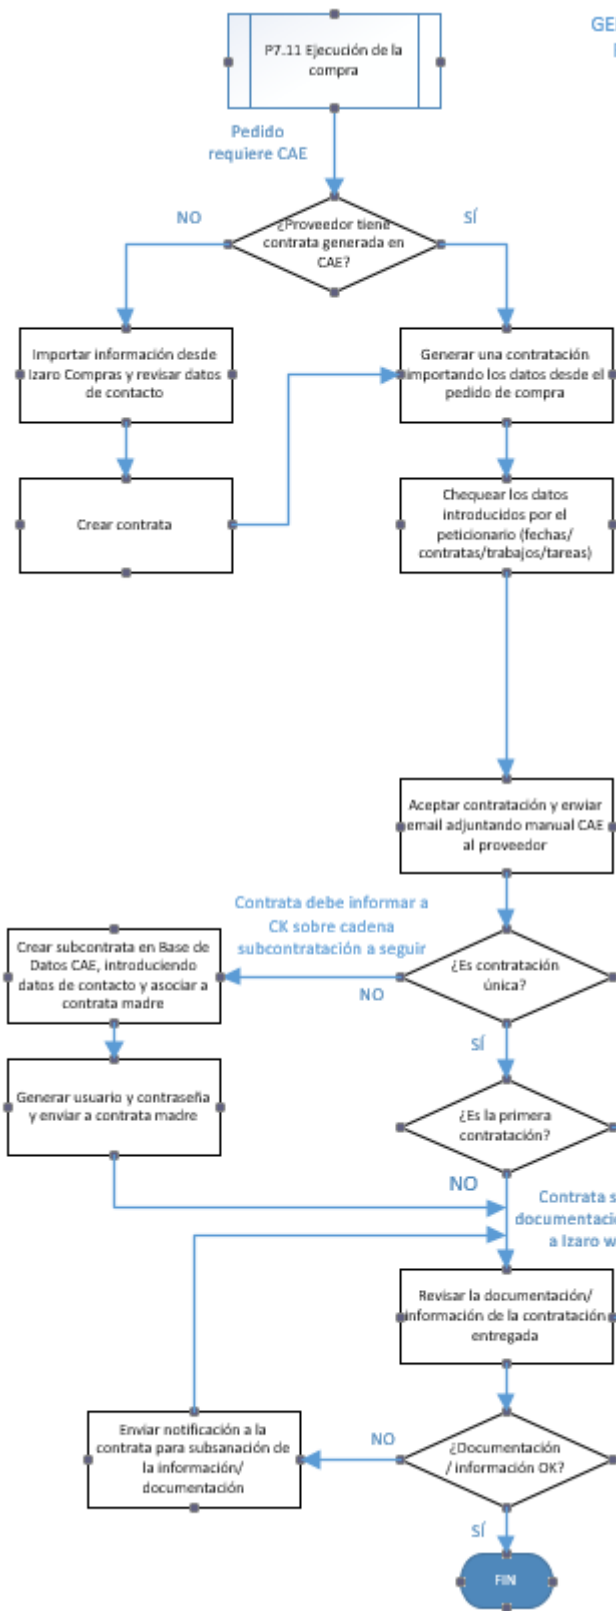 P7.11 Ejecución de la
compra
Pedido
requiere CAE
NO
SÍ
¿Proveedor tiene
contrata generada en
CAE?
Importar información desde
Izaro Compras y revisar datos
de contacto
Generar una contratación
importando los datos desde el
pedido de compra
Crear contrata
Chequear los datos
introducidos por el
peticionario (fechas/
contratas/trabajos/tareas)
Aceptar contratación y enviar
email adjuntando manual CAE
al proveedor
Contrata debe informar a
CK sobre cadena
subcontratación a seguir
Crear subcontrata en Base de
Datos CAE, introduciendo
datos de contacto y asociar a
contrata madre
¿Es contratación
única?
NO
SÍ
Generar usuario y contraseña
y enviar a contrata madre
¿Es la primera
contratación?
NO
Contrata s
documentaci
a Izaro w
Revisar la documentación/
información de la contratación
entregada
Enviar notificación a la
contrata para subsanación de
la información/
documentación
NO
¿Documentación
/ información OK?
SÍ
FIN